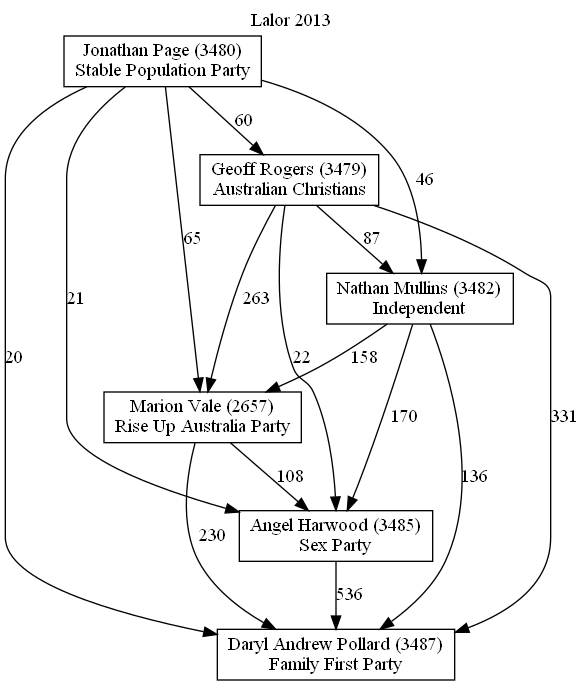 Lalor 2013
Jonathan Page (3480)
Stable Population Party
60
Geoff Rogers (3479)
Australian Christians
46
65
87
Nathan Mullins (3482)
Independent
21
263
20
22
158
Marion Vale (2657)
Rise Up Australia Party
170
331
108
136
Angel Harwood (3485)
Sex Party
230
536
Daryl Andrew Pollard (3487)
Family First Party